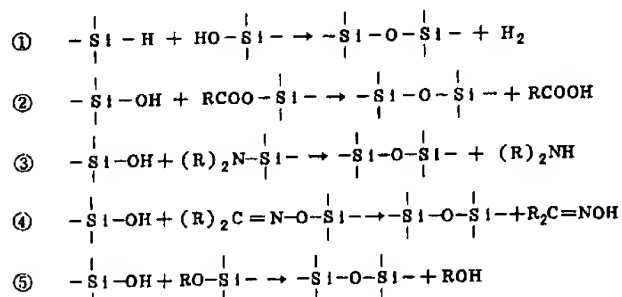 ① -Si-H + HO-Si- → -Si-O-Si- + H₂
② -Si-OH + RCOO-Si- → -Si-O-Si- + RCOOH
③ -Si-OH + (R)₂N-Si- → -Si-O-Si- + (R)₂NH
④ -Si-OH + (R)₂C=N-O-Si- → -Si-O-Si- + R₂C=NOH
⑤ -Si-OH + RO-Si- → -Si-O-Si- + ROH